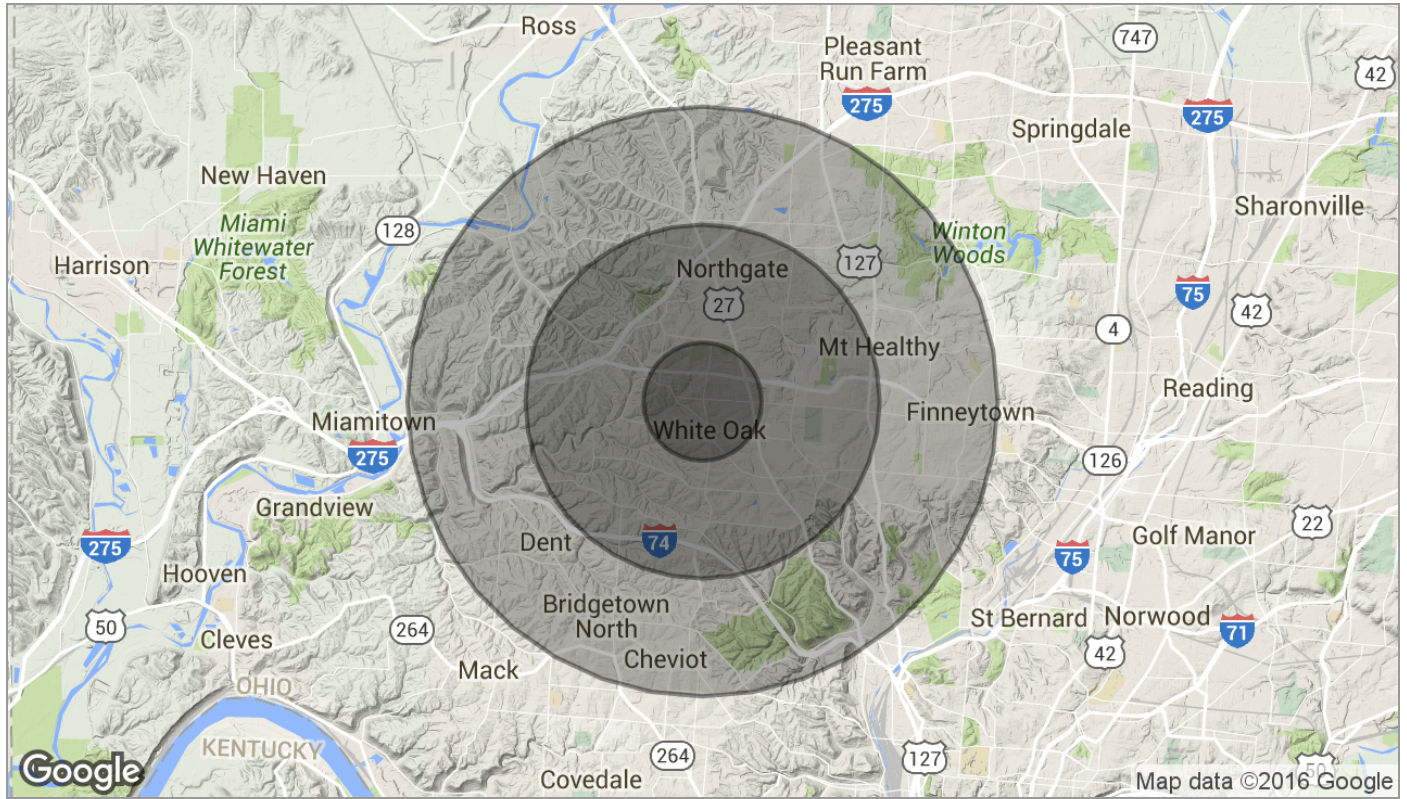 Ross
747
Pleasant
Run Farm
42
275
275
Springdale
New Haven
Sharonville
Miami
Whitewater
Forest
128
Winton
Woods
Harrison
127
Northgate
75
27
42
4
Mt Healthy
Reading
Miamitown
White Oak
Finneytown
275
126
Grandview
22
Dent
74
Golf Manor
275
75
Hooven
Bridgetown
North
50
264
St Bernard
Norwood
71
Cleves
42
Cheviot
Mack
OHIO
KENTUCKY
264
127
Google
Covedale
50
Map data ©2016 Google